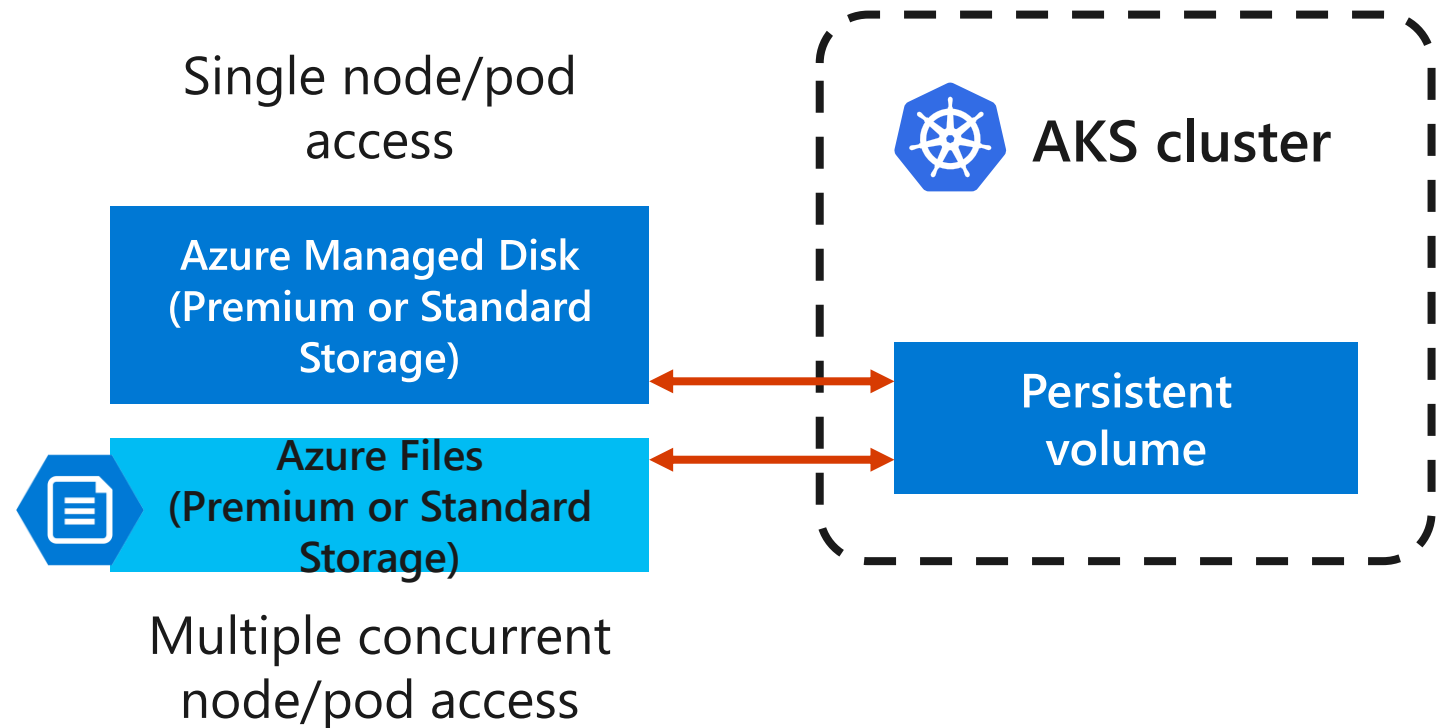 Single node/pod
access
Azure Managed Disk
(Premium or Standard
Storage)
Azure Files
(Premium or Standard
Storage)
Multiple concurrent
node/pod access
AKS cluster
Persistent
volume